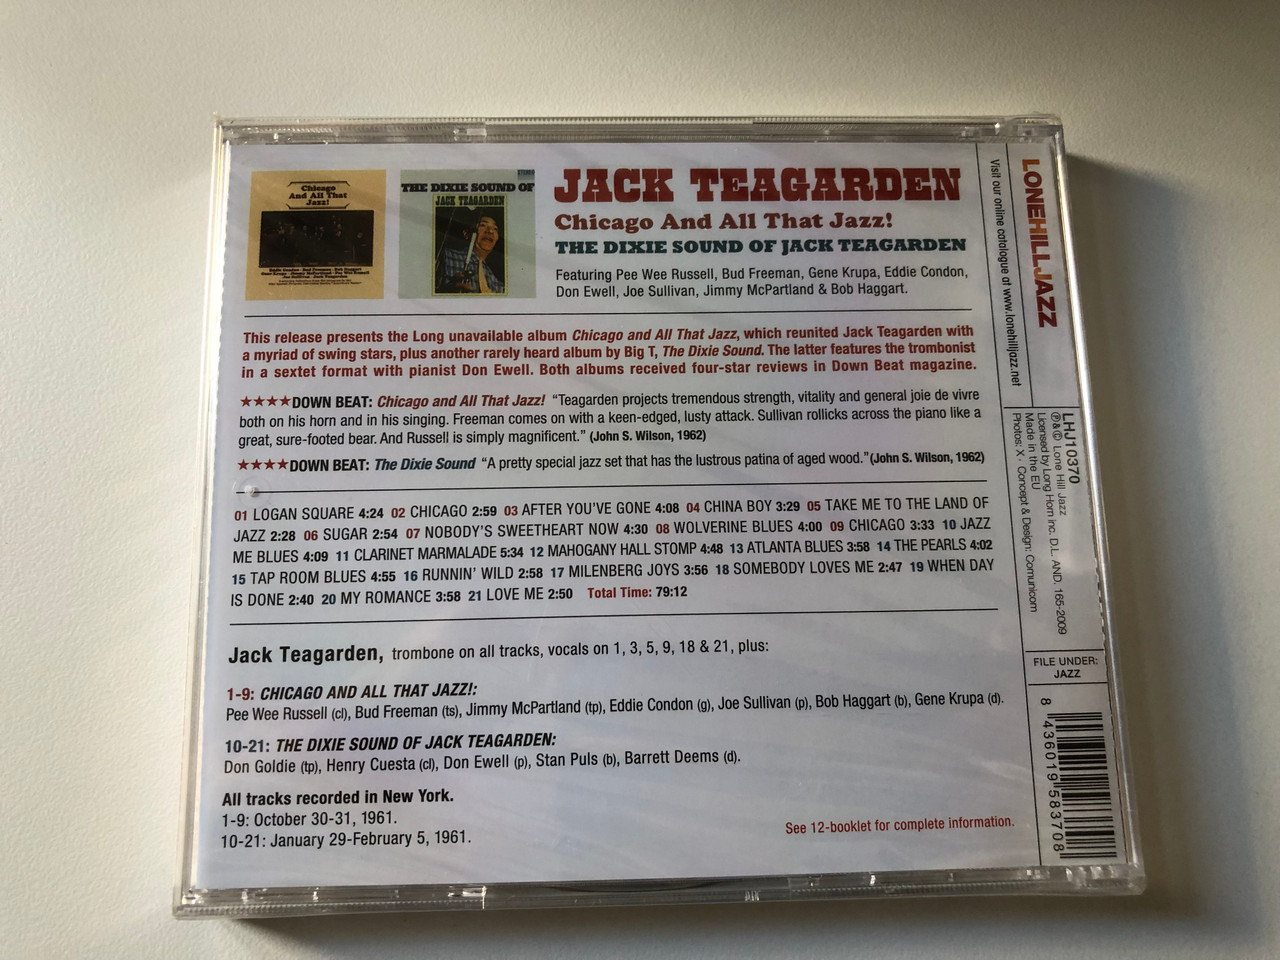 Chicago
And All That
Jazz!
STEREO
THE DIXIE SOUND OF
JACK TEAGARDEN
JACK TEAGARDEN
Chicago And All That Jazz!
THE DIXIE SOUND OF JACK TEAGARDEN
Featuring Pee Wee Russell, Bud Freeman, Gene Krupa, Eddie Condon,
Don Ewell, Joe Sullivan, Jimmy McPartland & Bob Haggart.
This release presents the Long unavailable album Chicago and All That Jazz, which reunited Jack Teagarden with
a myriad of swing stars, plus another rarely heard album by Big T, The Dixie Sound. The latter features the trombonist
in a sextet format with pianist Don Ewell. Both albums received four-star reviews in Down Beat magazine.
★★★★DOWN BEAT: Chicago and All That Jazz! “Teagarden projects tremendous strength, vitality and general joie de vivre
both on his horn and in his singing. Freeman comes on with a keen-edged, lusty attack. Sullivan rollicks across the piano like a
great, sure-footed bear. And Russell is simply magnificent.” (John S. Wilson, 1962)
★★★★DOWN BEAT: The Dixie Sound “A pretty special jazz set that has the lustrous patina of aged wood.”(John S. Wilson, 1962)
01 LOGAN SQUARE 4:24 02 CHICAGO 2:59 03 AFTER YOU'VE GONE 4:08 04 CHINA BOY 3:29 05 TAKE ME TO THE LAND OF
JAZZ 2:28 06 SUGAR 2:54 07 NOBODY'S SWEETHEART NOW 4:30 08 WOLVERINE BLUES 4:00 09 CHICAGO 3:33 10 JAZZ
ME BLUES 4:09 11 CLARINET MARMALADE 5:34 12 MAHOGANY HALL STOMP 4:48 13 ATLANTA BLUES 3:58 14 THE PEARLS 4:02
15 TAP ROOM BLUES 4:55 16 RUNNIN' WILD 2:58 17 MILENBERG JOYS 3:56 18 SOMEBODY LOVES ME 2:47 19 WHEN DAY
IS DONE 2:40 20 MY ROMANCE 3:58 21 LOVE ME 2:50 Total Time: 79:12
Jack Teagarden, trombone on all tracks, vocals on 1, 3, 5, 9, 18 & 21, plus:
1-9: CHICAGO AND ALL THAT JAZZ!:
Pee Wee Russell (cl), Bud Freeman (ts), Jimmy McPartland (tp), Eddie Condon (g), Joe Sullivan (p), Bob Haggart (b), Gene Krupa (d).
10-21: THE DIXIE SOUND OF JACK TEAGARDEN:
Don Goldie (tp), Henry Cuesta (cl), Don Ewell (p), Stan Puls (b), Barrett Deems (d).
All tracks recorded in New York.
1-9: October 30-31, 1961.
10-21: January 29-February 5, 1961.
See 12-booklet for complete information.
LONEHILLJAZZ
Visit our online catalogue at www.lonehilljazz.net
LHJ10370
℗&© Lone Hill Jazz
Licensed by Long Horn inc. D.L. AND. 165-2009
Made in the EU
Photos: X · Concept & Design: Comunicom
FILE UNDER:
JAZZ
8 436019 583708